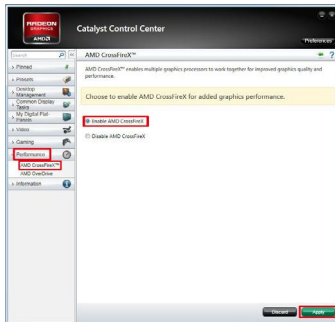 RADEON
GRAPHICS
AMD
Catalyst Control Center
Preferences
Search
AMD CrossFireX™
Pinned
AMD CrossFireX™ enables multiple graphics processors to work together for improved graphics quality and
performance.
Presets
Desktop
Management
Choose to enable AMD CrossFireX for added graphics performance.
Common Display
Tasks
My Digital Flat-
Panels
Enable AMD CrossFireX
Video
Disable AMD CrossFireX
Gaming
Performance
AMD CrossFireX™
AMD OverDrive
Information
Discard
Apply